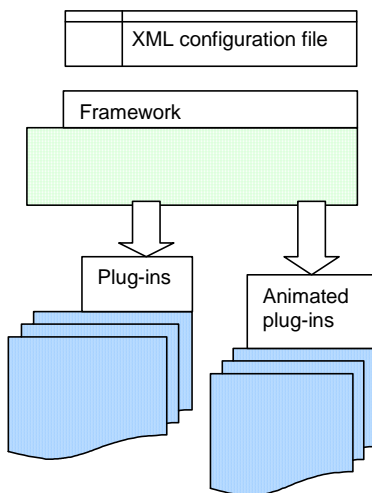 XML configuration file
Framework
Plug-ins
Animated
plug-ins